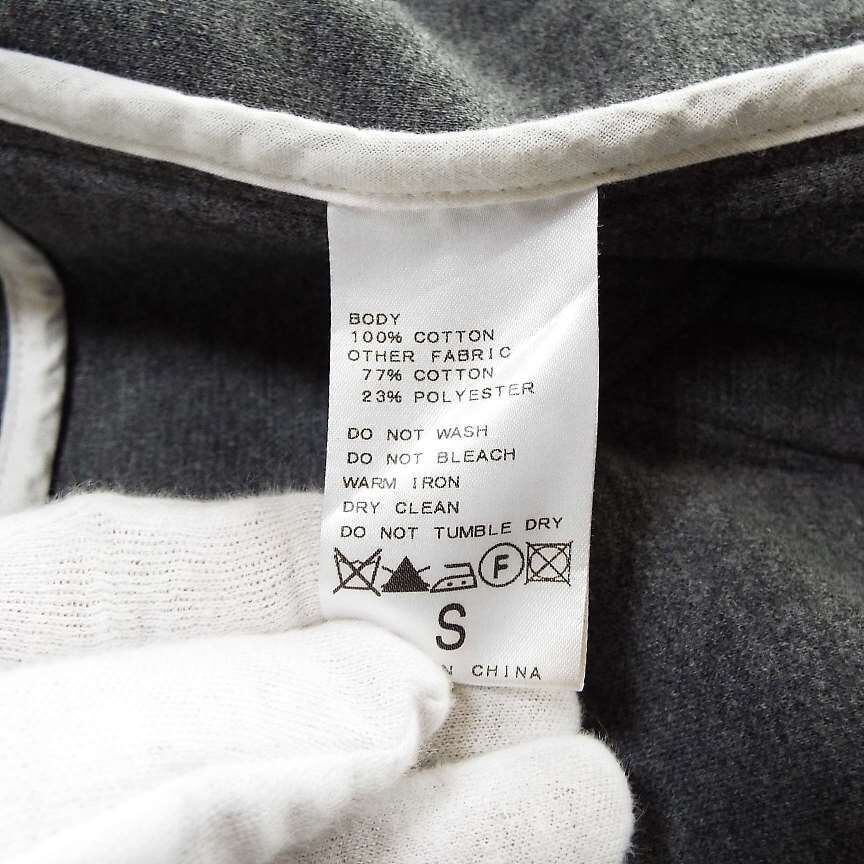 BODY
100% COTTON
OTHER FABRIC
77% COTTON
23% POLYESTER
DO NOT WASH
DO NOT BLEACH
WARM IRON
DRY CLEAN
DO NOT TUMBLE DRY
F
S
CHINA